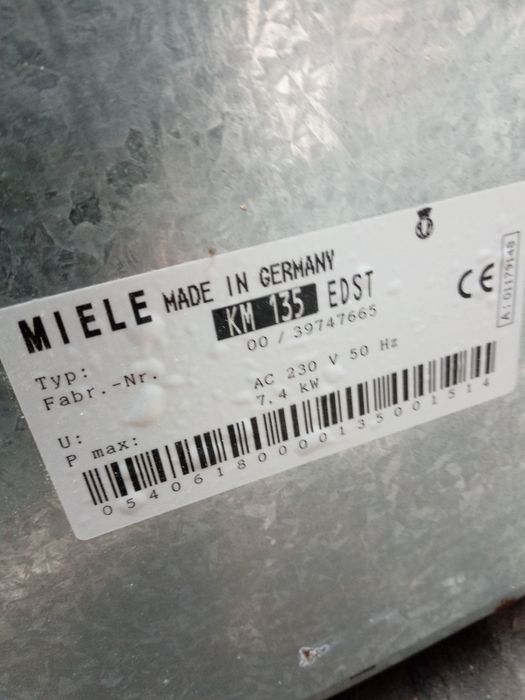 MIELE MADE IN GERMANY
Typ: KM 135 EDST
Fabr.-Nr. 00 / 39747665
U: AC 230 V 50 Hz
P max: 7.4 kW
05406180000135001514
CE
A: 01179148